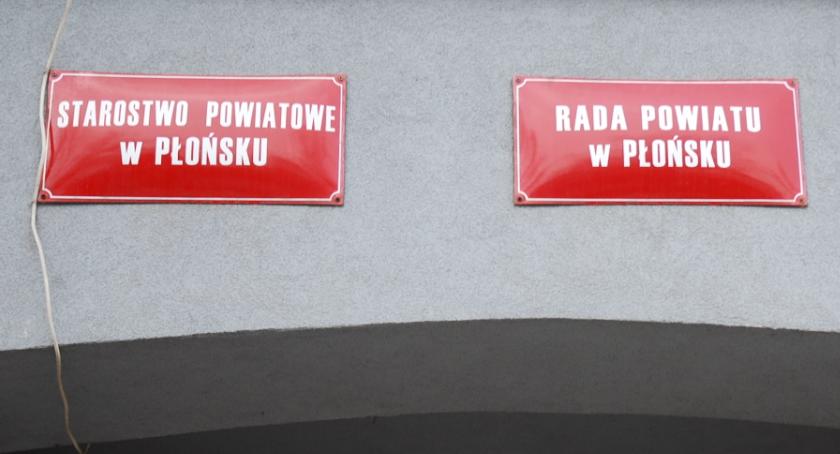 STAROSTWO POWIATOWE
w PŁOŃSKU
RADA POWIATU
w PŁOŃSKU